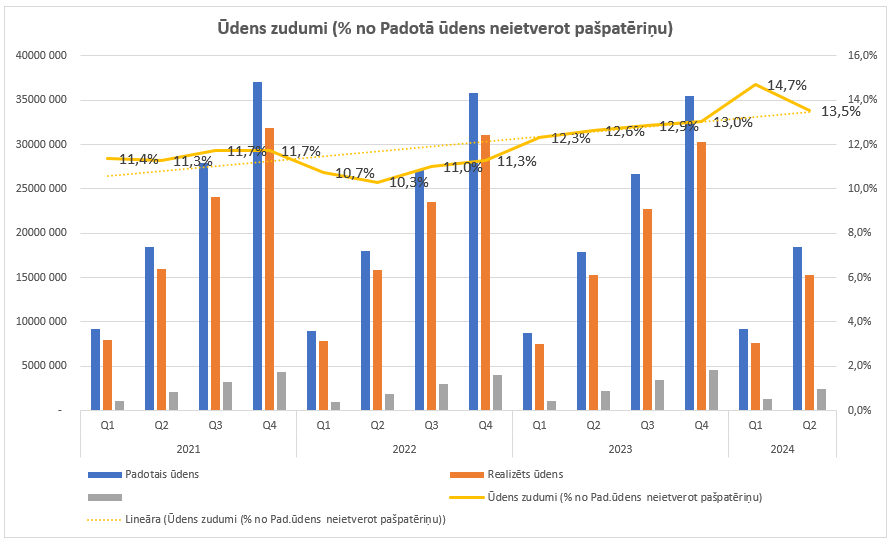 Ūdens zudumi (% no Padotā ūdens neietverot pašpatēriņu)
40000 000
35000 000
30000 000
25000 000
20000 000
15000 000
10000 000
5000 000
-
16,0%
14,0%
12,0%
10,0%
8,0%
6,0%
4,0%
2,0%
0,0%
11,4% 11,3% 11,7% 11,7% 10,7% 10,3% 11,0% 11,3% 12,3% 12,6% 12,9% 13,0% 14,7% 13,5%
Q1 Q2 Q3 Q4 Q1 Q2 Q3 Q4 Q1 Q2 Q3 Q4 Q1 Q2
2021 2022 2023 2024
Padotais ūdens
Realizēts ūdens
Ūdens zudumi (% no Pad.ūdens neietverot pašpatēriņu)
Lineāra (Ūdens zudumi (% no Pad.ūdens neietverot pašpatēriņu))